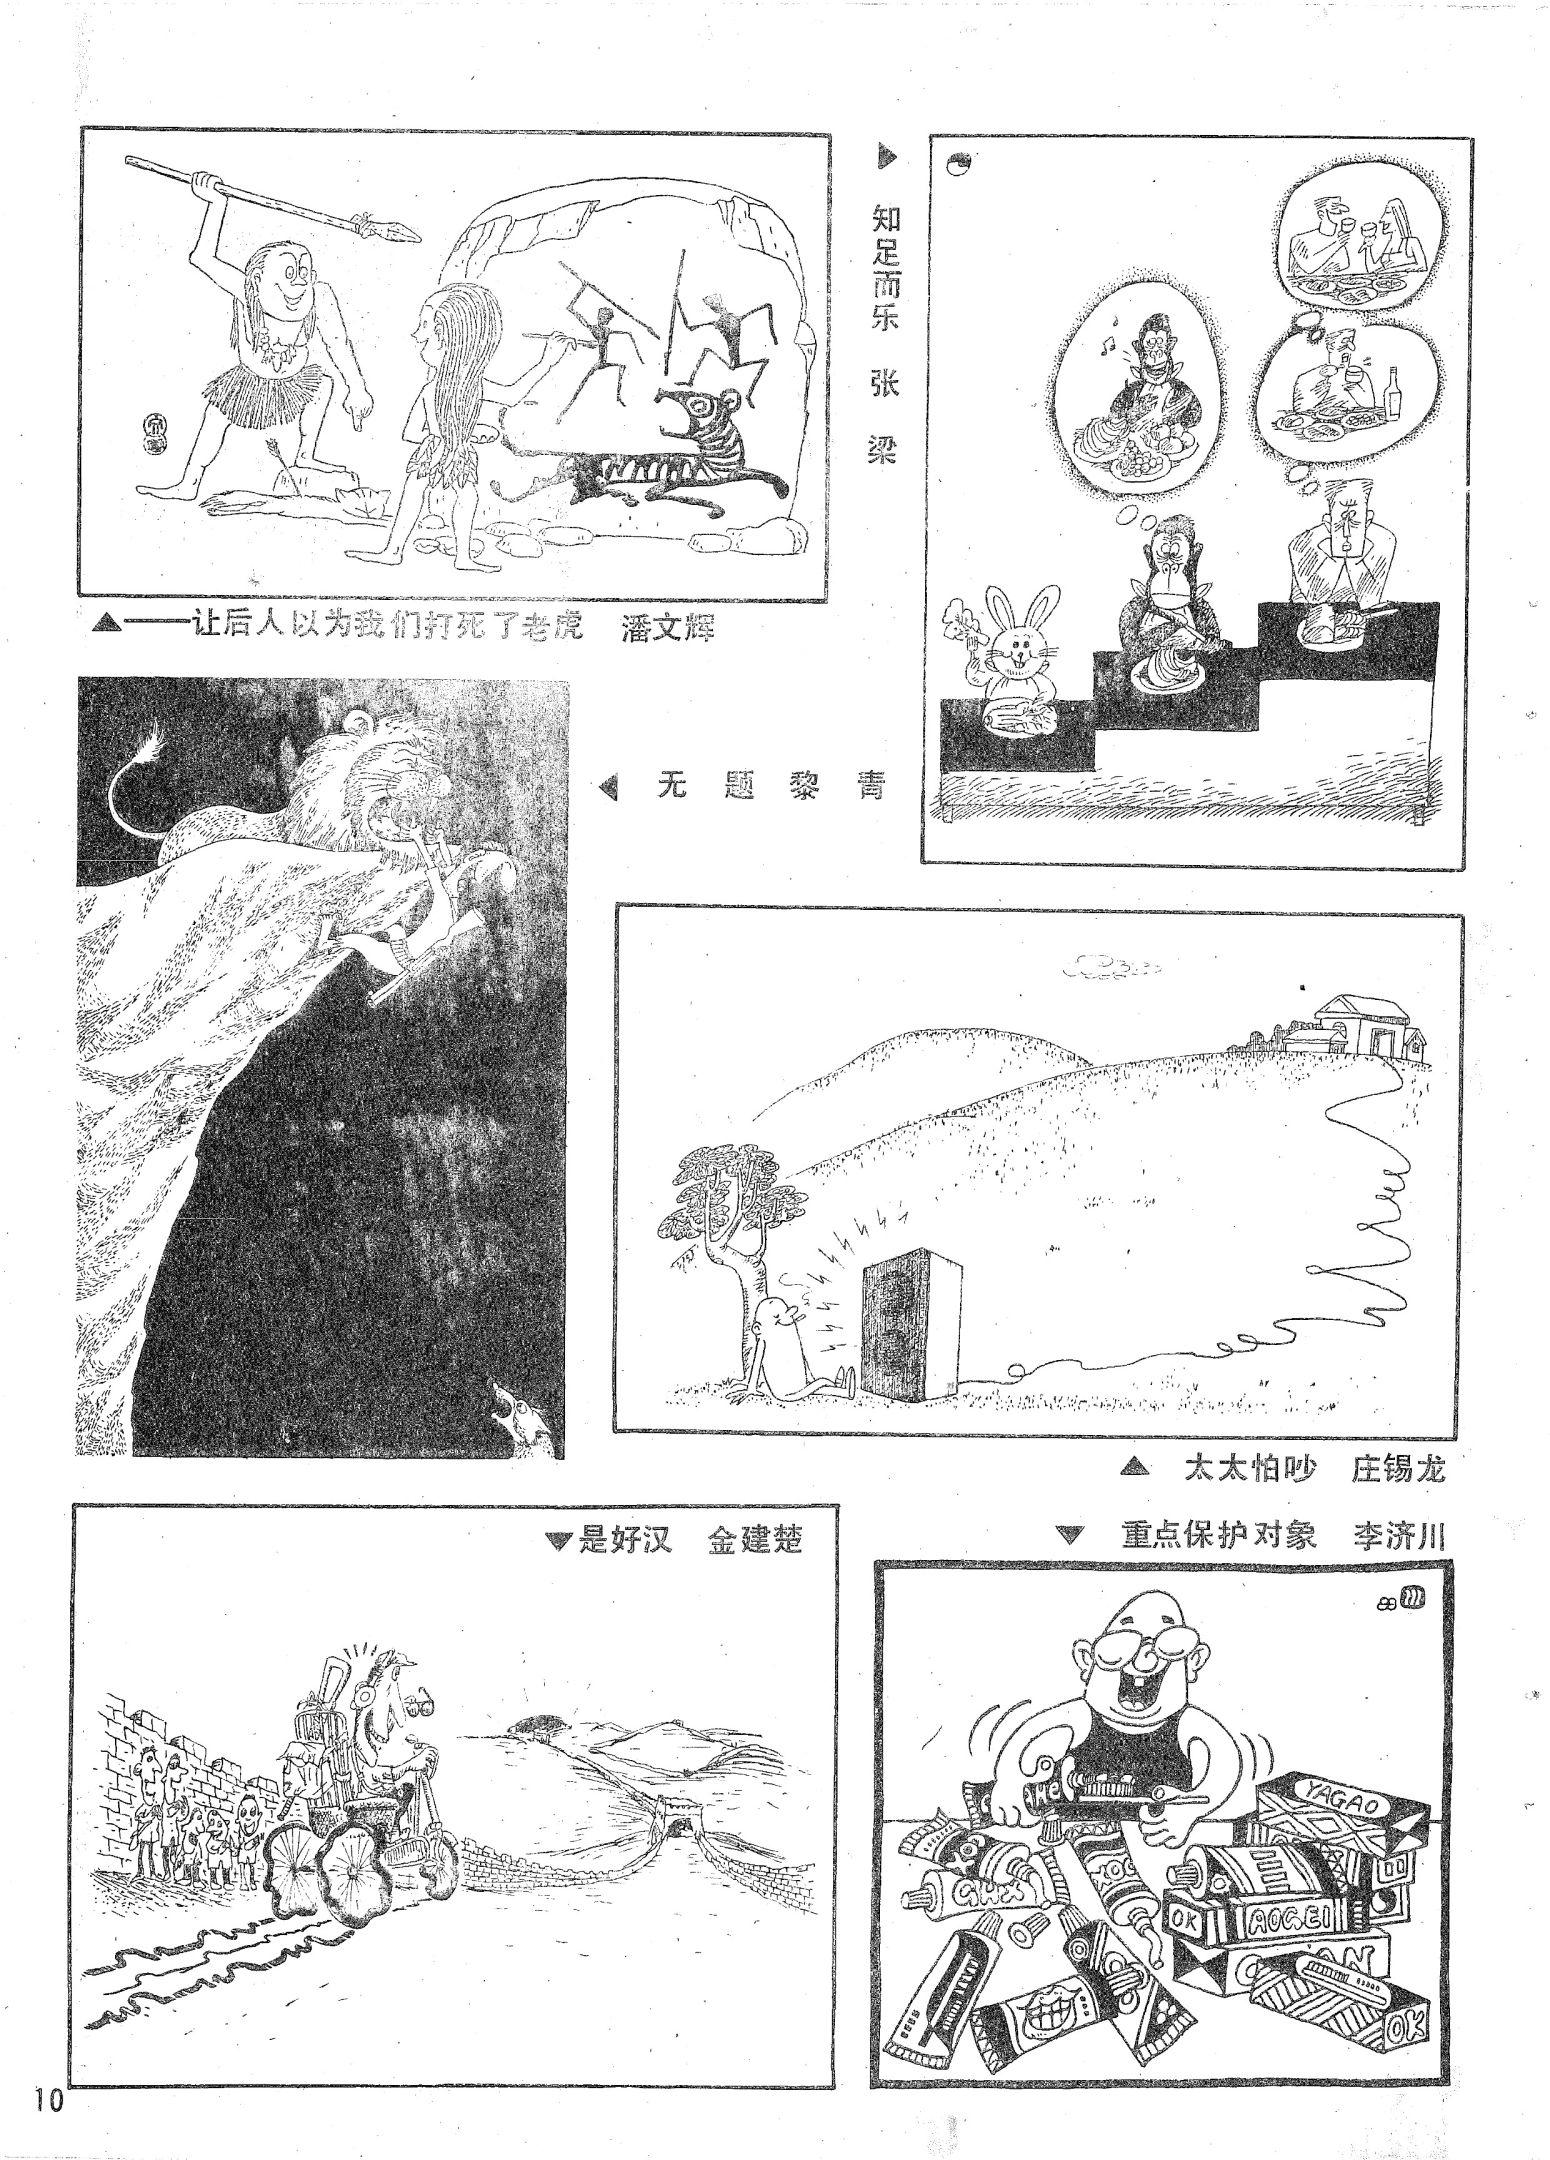 ——让后人以为我们打死了老虎 潘文辉
知足而乐 张梁
无题 黎青
太太怕吵 庄锡龙
是好汉 金建楚
重点保护对象 李济川
YAGAO
OK
AOGEI
OK
10